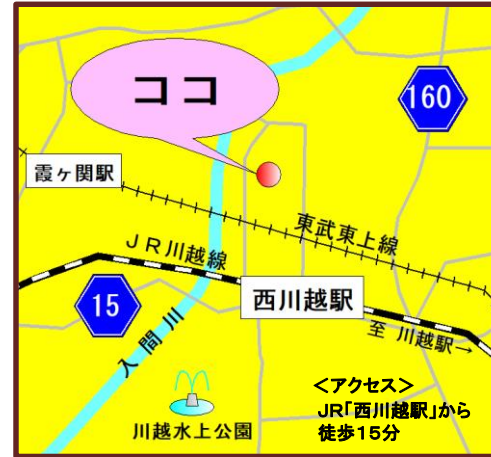 ココ
160
霞ヶ関駅
東武東上線
JR川越線
西川越駅
15
至 川越駅→
入間川
川越水上公園
＜アクセス＞
JR「西川越駅」から
徒歩15分